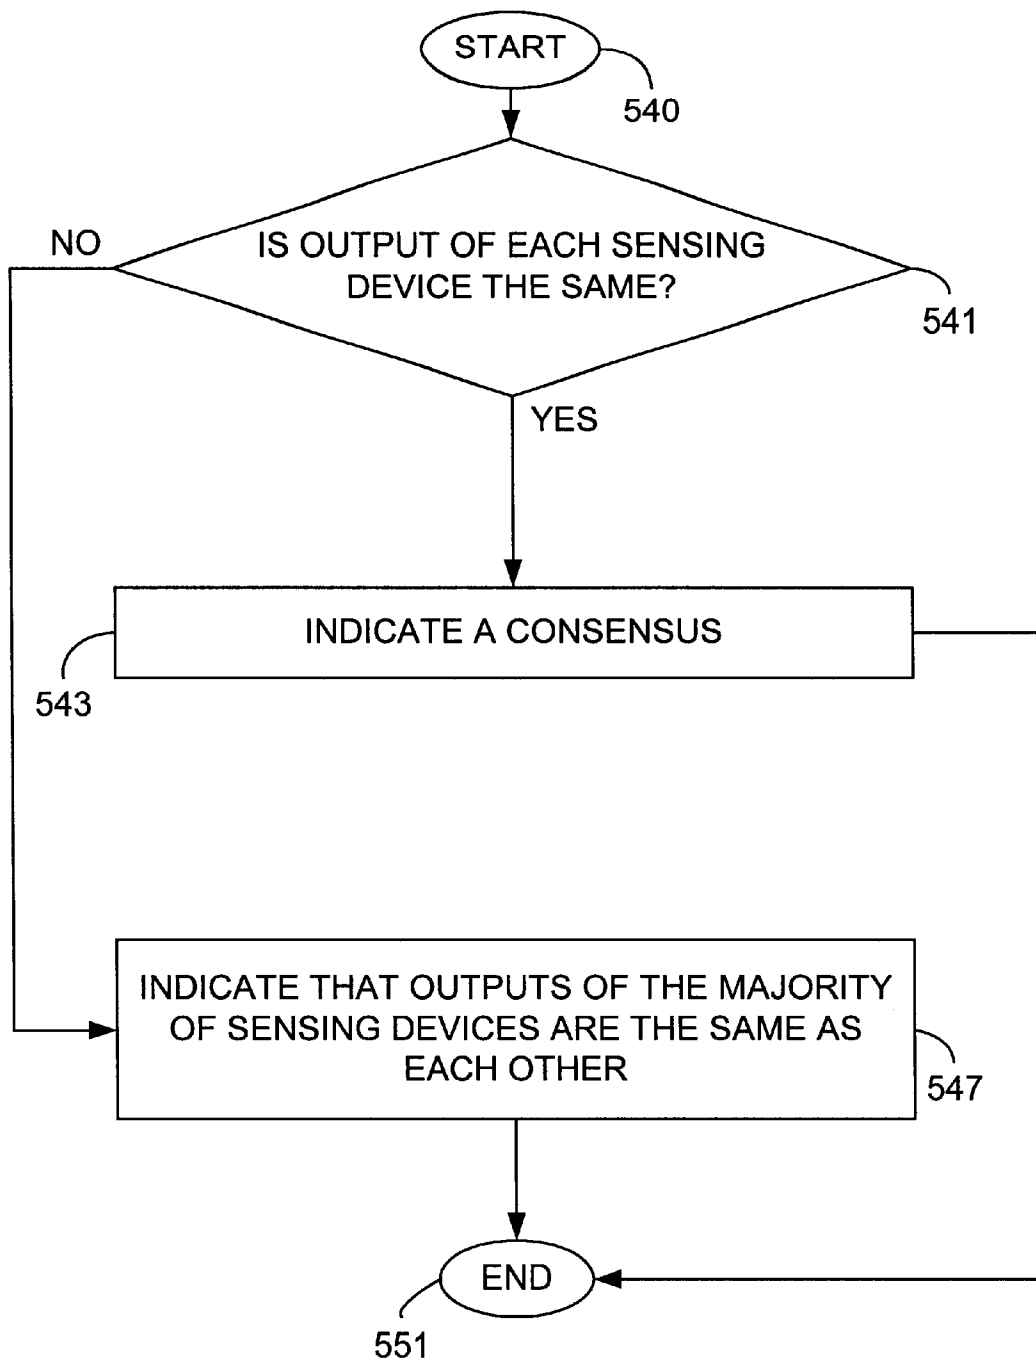 START
540
NO
IS OUTPUT OF EACH SENSING
DEVICE THE SAME?
541
YES
INDICATE A CONSENSUS
543
INDICATE THAT OUTPUTS OF THE MAJORITY
OF SENSING DEVICES ARE THE SAME AS
EACH OTHER
547
END
551